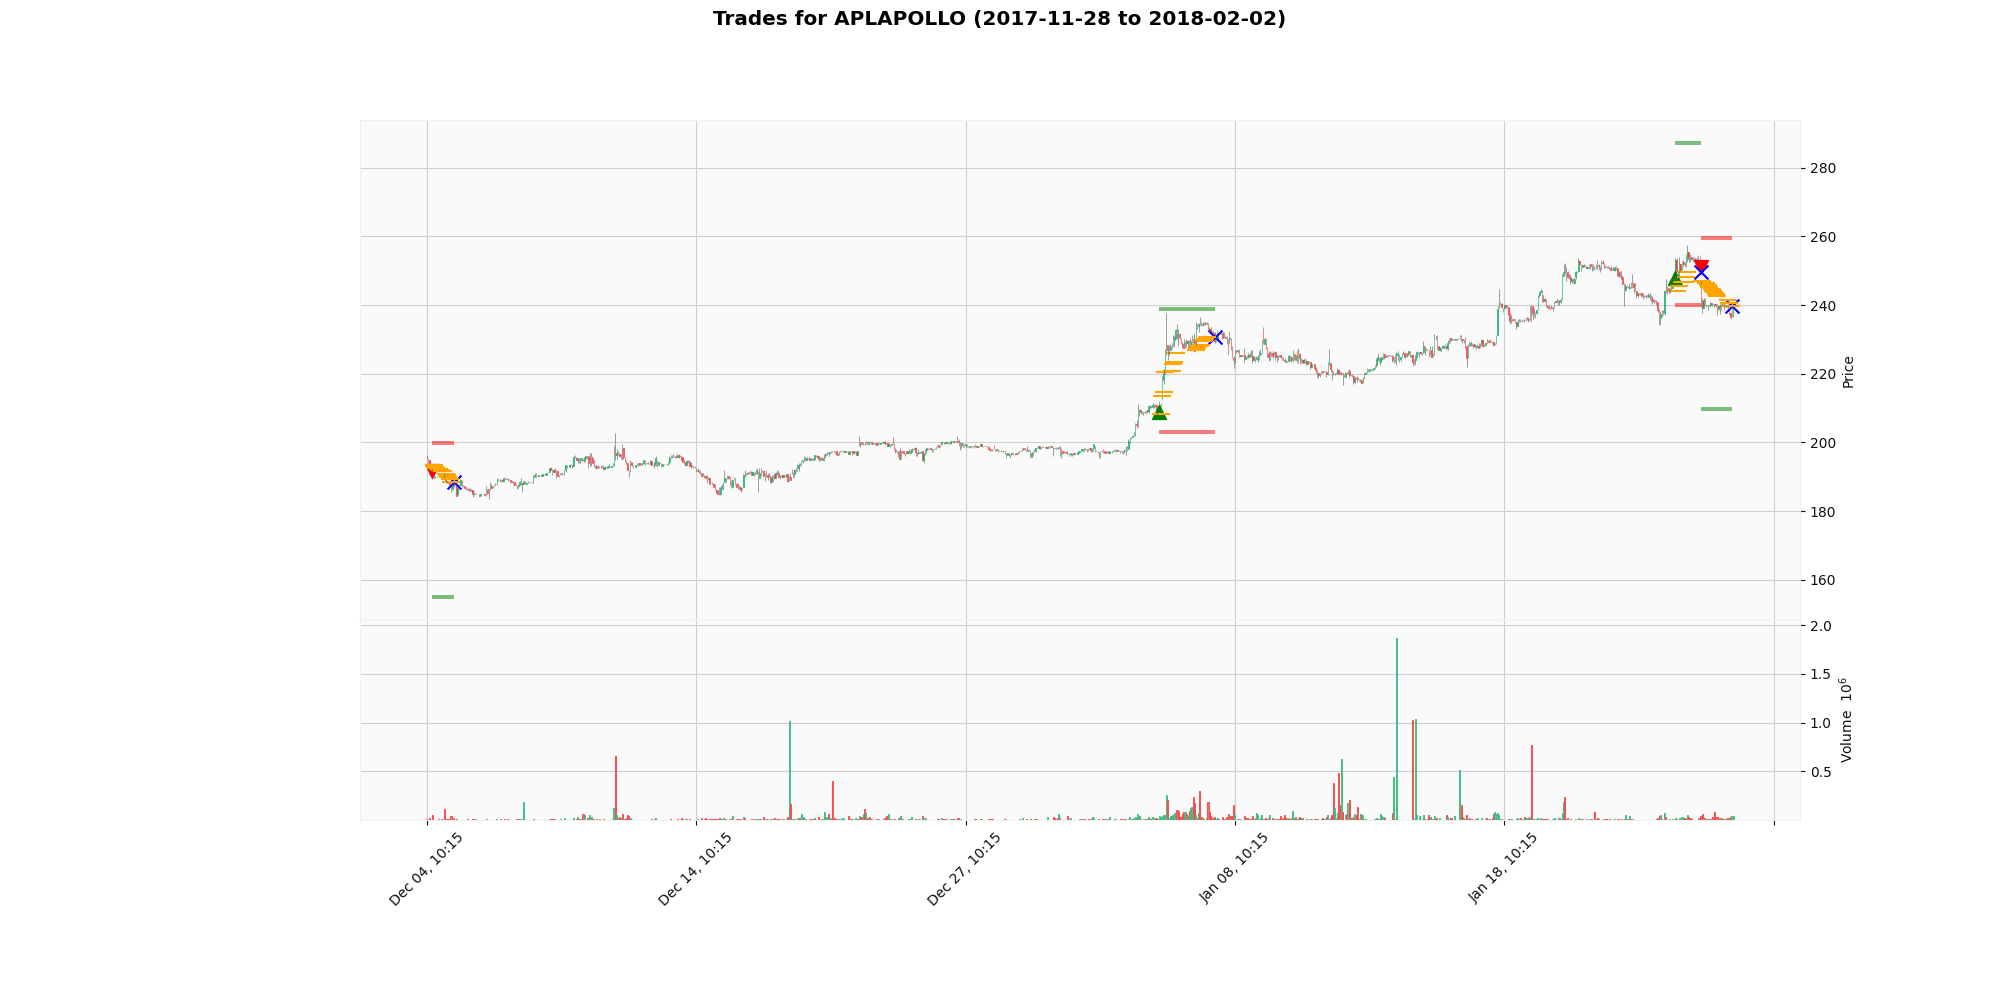 Trades for APLAPOLLO (2017-11-28 to 2018-02-02)
280
260
240
220
200
180
160
Price
2.0
1.5
1.0
0.5
Volume 10^6
Dec 04, 10:15
Dec 14, 10:15
Dec 27, 10:15
Jan 08, 10:15
Jan 18, 10:15